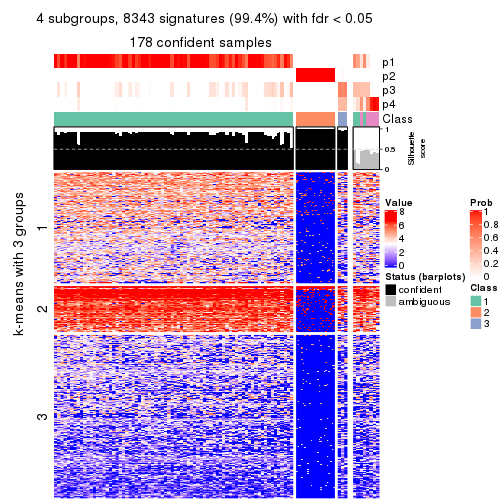 4 subgroups, 8343 signatures (99.4%) with fdr < 0.05
178 confident samples
p1
p2
p3
p4
Class
1
0.5
0
Silhouette
score
k-means with 3 groups
1
2
3
Value
8
6
4
2
0
Status (barplots)
confident
ambiguous
Prob
1
0.8
0.6
0.4
0.2
0
Class
1
2
3